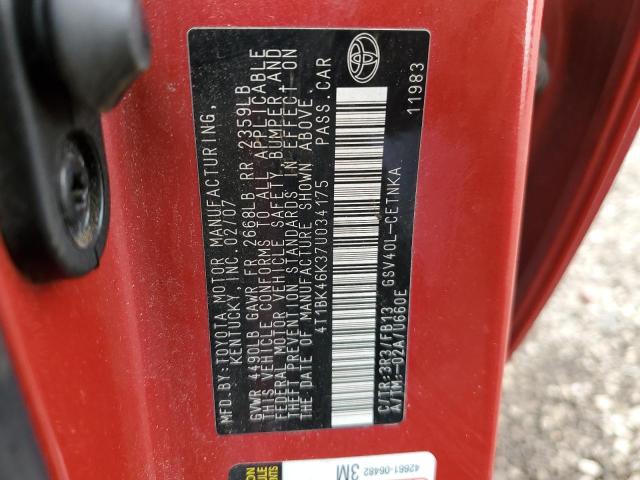 MFD.BY:TOYOTA MOTOR MANUFACTURING,
KENTUCKY, INC. 02/07
GVWR 4490LB GAWR FR 2668LB RR 2359LB
THIS VEHICLE CONFORMS TO ALL APPLICABLE
FEDERAL MOTOR VEHICLE SAFETY, BUMPER, AND
THEFT PREVENTION STANDARDS IN EFFECT ON
THE DATE OF MANUFACTURE SHOWN ABOVE.
4T1BK46K37U034175 PASS.CAR
C/TR:3R3/FB13 GSV40L-CETNKA
A/TM:-02A/U660E
11983
42661-06482
3M